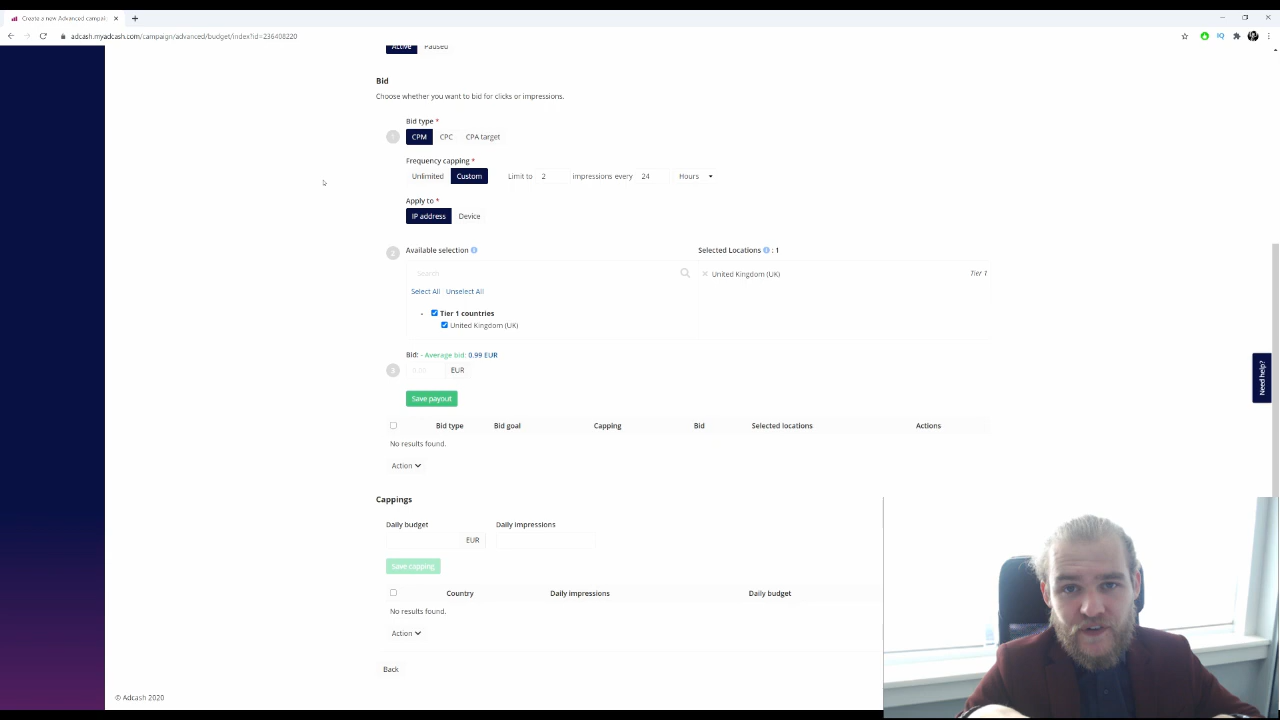 Create a new Advanced campai
adcash.myadcash.com/campaign/advanced/budget/index?id=236408220
Active Paused
Bid
Choose whether you want to bid for clicks or impressions.
Bid type *
1 CPM CPC CPA target
Frequency capping *
Unlimited Custom Limit to 2 impressions every 24 Hours
Apply to *
IP address Device
2 Available selection Selected Locations : 1
Search × United Kingdom (UK) Tier 1
Select All Unselect All
- Tier 1 countries
United Kingdom (UK)
Bid: - Average bid: 0.99 EUR
3 EUR
Save payout
Bid type Bid goal Capping Bid Selected locations Actions
No results found.
Action
Cappings
Daily budget Daily impressions
EUR
Save capping
Country Daily impressions Daily budget
No results found.
Action
Back
© Adcash 2020
Need help?